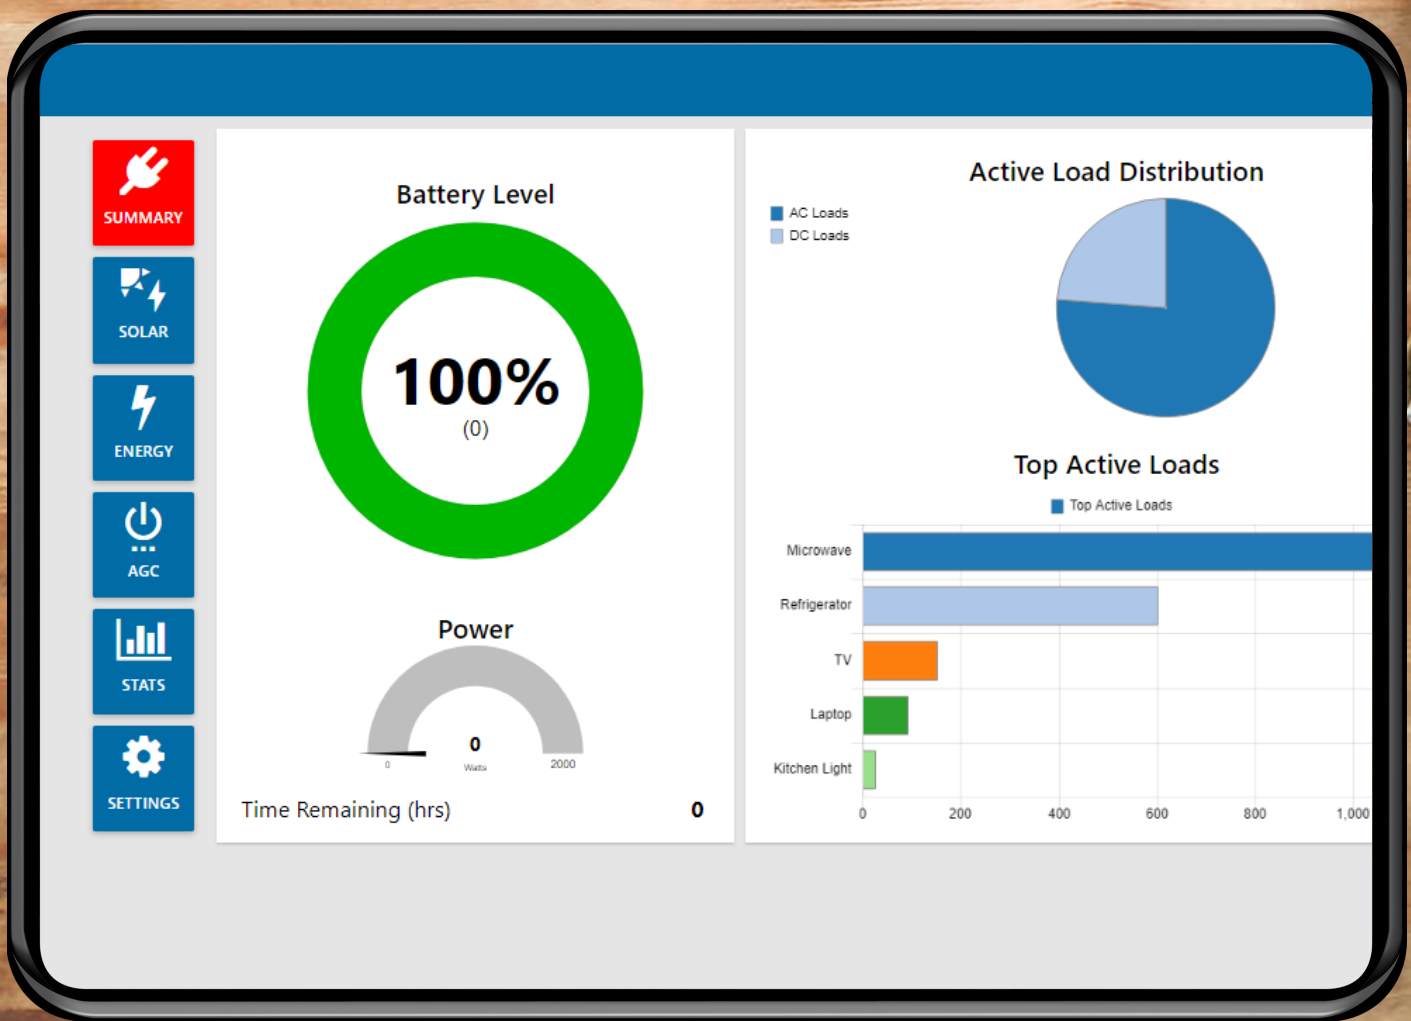 SUMMARY
SOLAR
ENERGY
AGC
STATS
SETTINGS
Battery Level
100%
(0)
Power
0
Watts
0
2000
Time Remaining (hrs) 0
Active Load Distribution
AC Loads
DC Loads
Top Active Loads
Top Active Loads
Microwave
Refrigerator
TV
Laptop
Kitchen Light
0 200 400 600 800 1,000